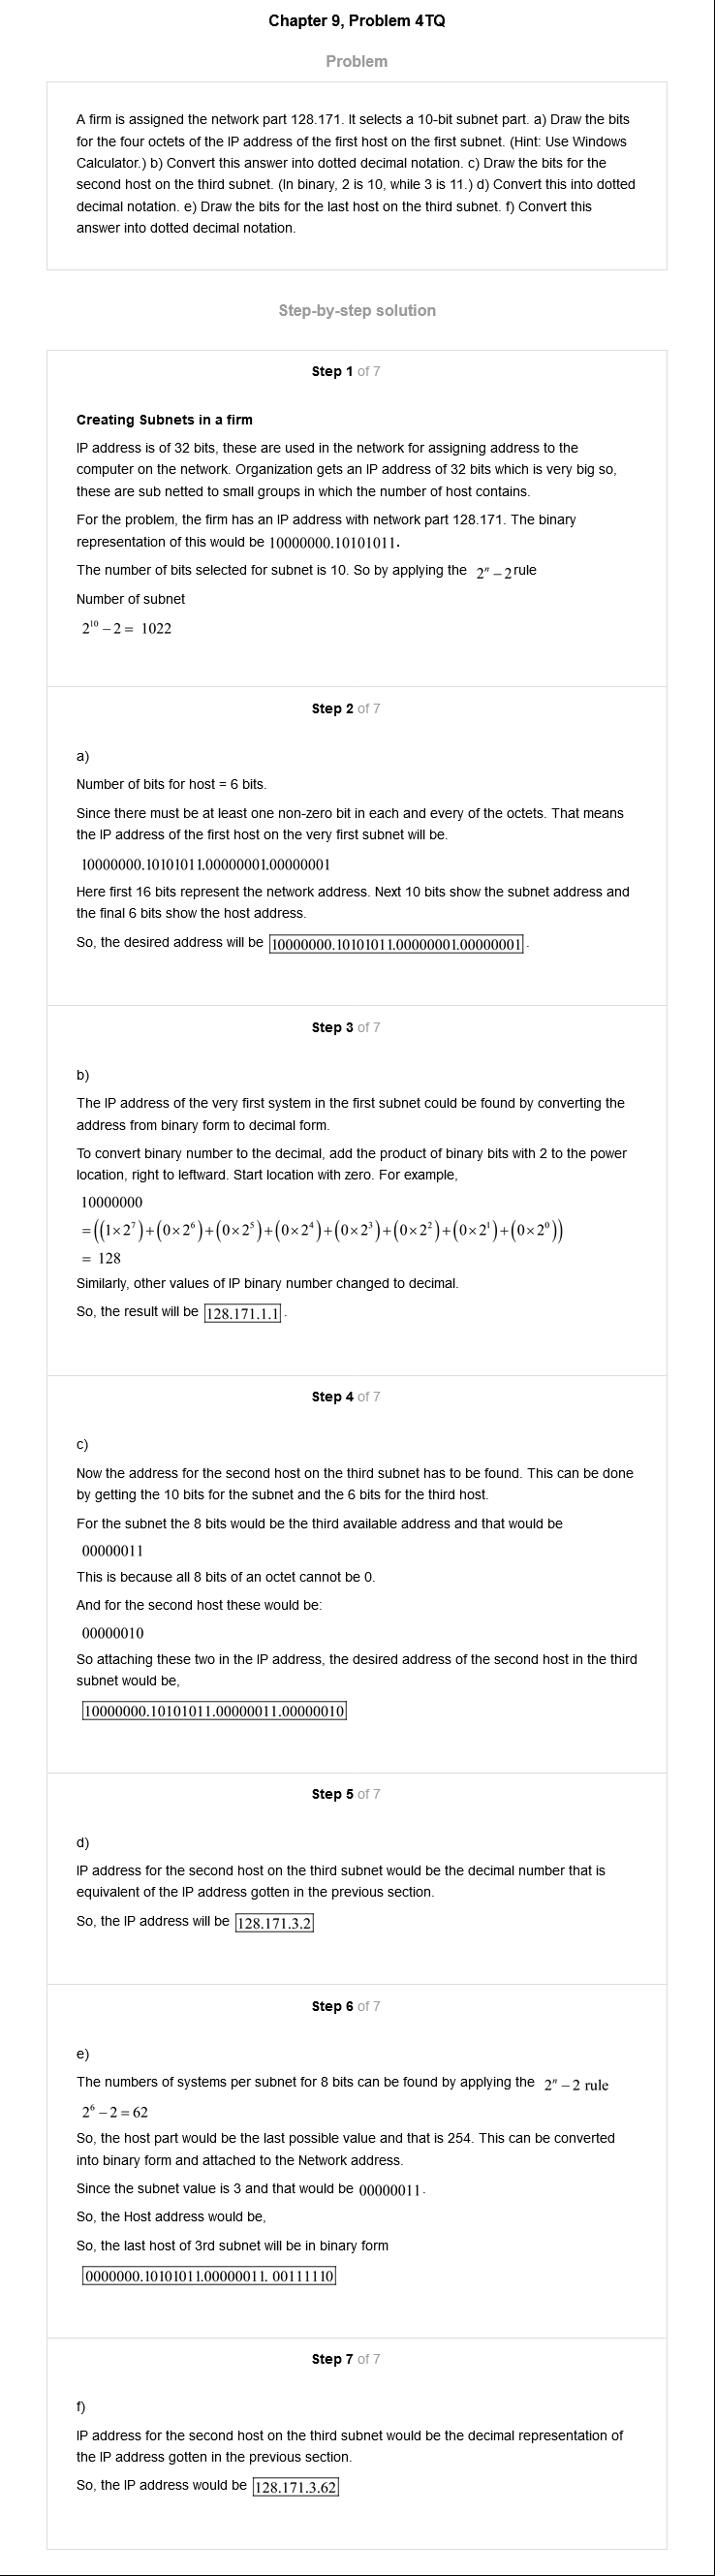 Chapter 9, Problem 4TQ
Problem
A firm is assigned the network part 128.171. It selects a 10-bit subnet part. a) Draw the bits
for the four octets of the IP address of the first host on the first subnet. (Hint: Use Windows
Calculator.) b) Convert this answer into dotted decimal notation. c) Draw the bits for the
second host on the third subnet. (In binary, 2 is 10, while 3 is 11.) d) Convert this into dotted
decimal notation. e) Draw the bits for the last host on the third subnet. f) Convert this
answer into dotted decimal notation.
Step-by-step solution
Step 1 of 7
Creating Subnets in a firm
IP address is of 32 bits, these are used in the network for assigning address to the
computer on the network. Organization gets an IP address of 32 bits which is very big so,
these are sub netted to small groups in which the number of host contains.
For the problem, the firm has an IP address with network part 128.171. The binary
representation of this would be 10000000.10101011.
The number of bits selected for subnet is 10. So by applying the 2ⁿ − 2 rule
Number of subnet
2¹⁰ − 2 = 1022
Step 2 of 7
a)
Number of bits for host = 6 bits.
Since there must be at least one non-zero bit in each and every of the octets. That means
the IP address of the first host on the very first subnet will be.
10000000.10101011.00000001.00000001
Here first 16 bits represent the network address. Next 10 bits show the subnet address and
the final 6 bits show the host address.
So, the desired address will be 10000000.10101011.00000001.00000001.
Step 3 of 7
b)
The IP address of the very first system in the first subnet could be found by converting the
address from binary form to decimal form.
To convert binary number to the decimal, add the product of binary bits with 2 to the power
location, right to leftward. Start location with zero. For example,
10000000
=((1×2⁷)+(0×2⁶)+(0×2⁵)+(0×2⁴)+(0×2³)+(0×2²)+(0×2¹)+(0×2⁰))
= 128
Similarly, other values of IP binary number changed to decimal.
So, the result will be 128.171.1.1.
Step 4 of 7
c)
Now the address for the second host on the third subnet has to be found. This can be done
by getting the 10 bits for the subnet and the 6 bits for the third host.
For the subnet the 8 bits would be the third available address and that would be
00000011
This is because all 8 bits of an octet cannot be 0.
And for the second host these would be:
00000010
So attaching these two in the IP address, the desired address of the second host in the third
subnet would be,
10000000.10101011.00000011.00000010
Step 5 of 7
d)
IP address for the second host on the third subnet would be the decimal number that is
equivalent of the IP address gotten in the previous section.
So, the IP address will be 128.171.3.2
Step 6 of 7
e)
The numbers of systems per subnet for 8 bits can be found by applying the 2ⁿ − 2 rule
2⁶ − 2 = 62
So, the host part would be the last possible value and that is 254. This can be converted
into binary form and attached to the Network address.
Since the subnet value is 3 and that would be 00000011.
So, the Host address would be,
So, the last host of 3rd subnet will be in binary form
0000000.10101011.00000011. 00111110
Step 7 of 7
f)
IP address for the second host on the third subnet would be the decimal representation of
the IP address gotten in the previous section.
So, the IP address would be 128.171.3.62